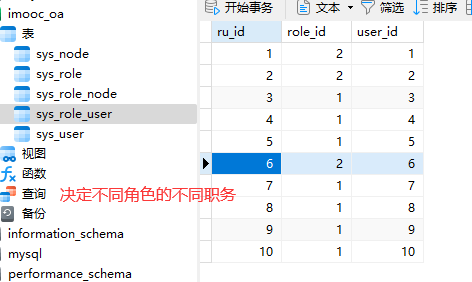 imooc_oa
表
sys_node
sys_role
sys_role_node
sys_role_user
sys_user
视图
函数
查询
备份
information_schema
mysql
performance_schema
决定不同角色的不同职务
开始事务 文本 筛选 排序
ru_id role_id user_id
1 2 1
2 2 2
3 1 3
4 1 4
5 1 5
6 2 6
7 1 7
8 1 8
9 1 9
10 1 10